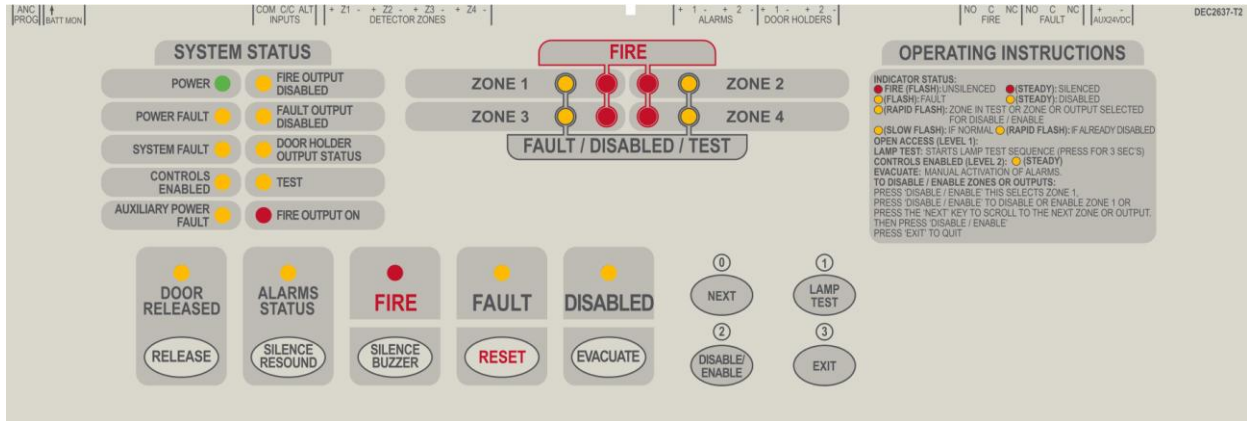 ANC
PROG
BATT MON
COM C/C ALT
INPUTS
+ Z1 - + Z2 - + Z3 - + Z4 -
DETECTOR ZONES
+ 1 - + 2 -
ALARMS
+ 1 - + 2 -
DOOR HOLDERS
NO C NC
FIRE
NO C NC
FAULT
+ -
AUX24VDC
DEC2637-T2
SYSTEM STATUS
POWER
FIRE OUTPUT
DISABLED
POWER FAULT
FAULT OUTPUT
DISABLED
SYSTEM FAULT
DOOR HOLDER
OUTPUT STATUS
CONTROLS
ENABLED
TEST
AUXILIARY POWER
FAULT
FIRE OUTPUT ON
FIRE
ZONE 1
ZONE 2
ZONE 3
ZONE 4
FAULT / DISABLED / TEST
OPERATING INSTRUCTIONS
INDICATOR STATUS:
FIRE (FLASH): UNSILENCED (STEADY): SILENCED
(FLASH): FAULT (STEADY): DISABLED
(RAPID FLASH): ZONE IN TEST OR ZONE OR OUTPUT SELECTED
FOR DISABLE / ENABLE
(SLOW FLASH): IF NORMAL (RAPID FLASH): IF ALREADY DISABLED
OPEN ACCESS (LEVEL 1):
LAMP TEST: STARTS LAMP TEST SEQUENCE (PRESS FOR 3 SEC'S)
CONTROLS ENABLED (LEVEL 2): (STEADY)
EVACUATE: MANUAL ACTIVATION OF ALARMS.
TO DISABLE / ENABLE ZONES OR OUTPUTS:
PRESS 'DISABLE / ENABLE' THIS SELECTS ZONE 1,
PRESS 'DISABLE / ENABLE' TO DISABLE OR ENABLE ZONE 1 OR
PRESS THE 'NEXT' KEY TO SCROLL TO THE NEXT ZONE OR OUTPUT.
THEN PRESS 'DISABLE / ENABLE'
PRESS 'EXIT' TO QUIT
DOOR
RELEASED
RELEASE
ALARMS
STATUS
SILENCE
RESOUND
FIRE
SILENCE
BUZZER
FAULT
RESET
DISABLED
EVACUATE
0
NEXT
1
LAMP
TEST
2
DISABLE/
ENABLE
3
EXIT